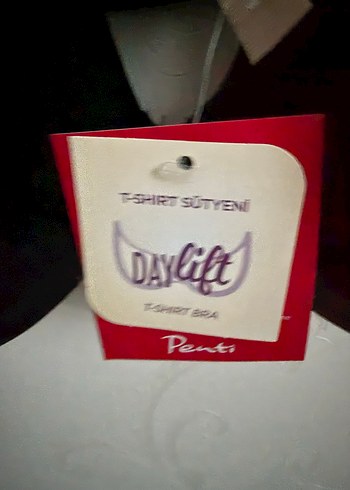 T-SHIRT SÜTYENİ
DAYlift
T-SHIRT BRA
Penti